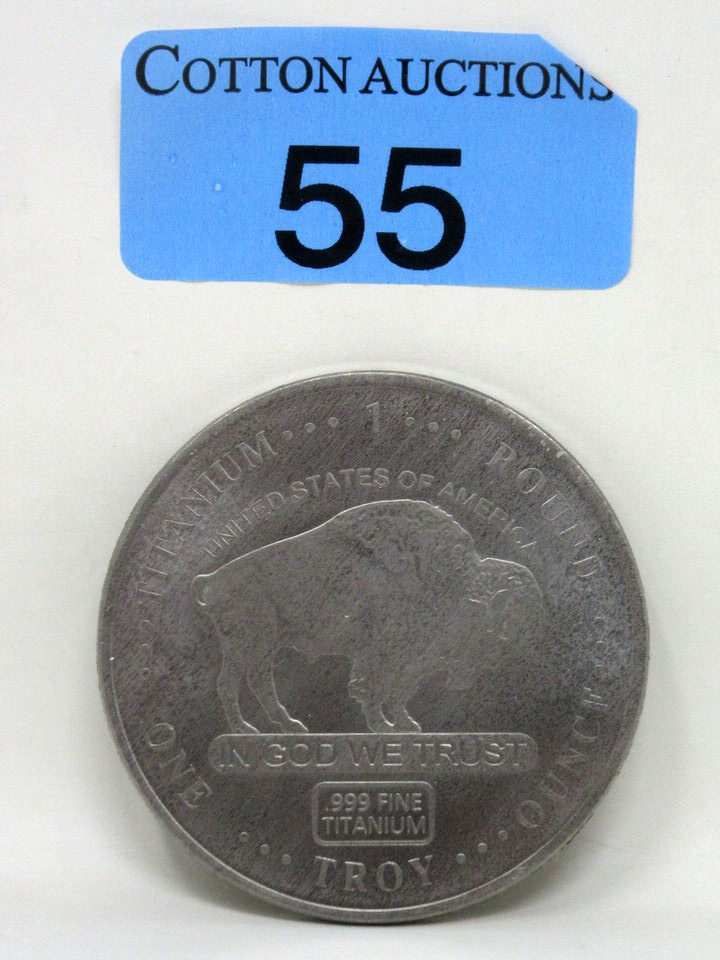 COTTON AUCTIONS
55
TITANIUM 1 ROUND
UNITED STATES OF AMERICA
IN GOD WE TRUST
.999 FINE
TITANIUM
ONE TROY OUNCE